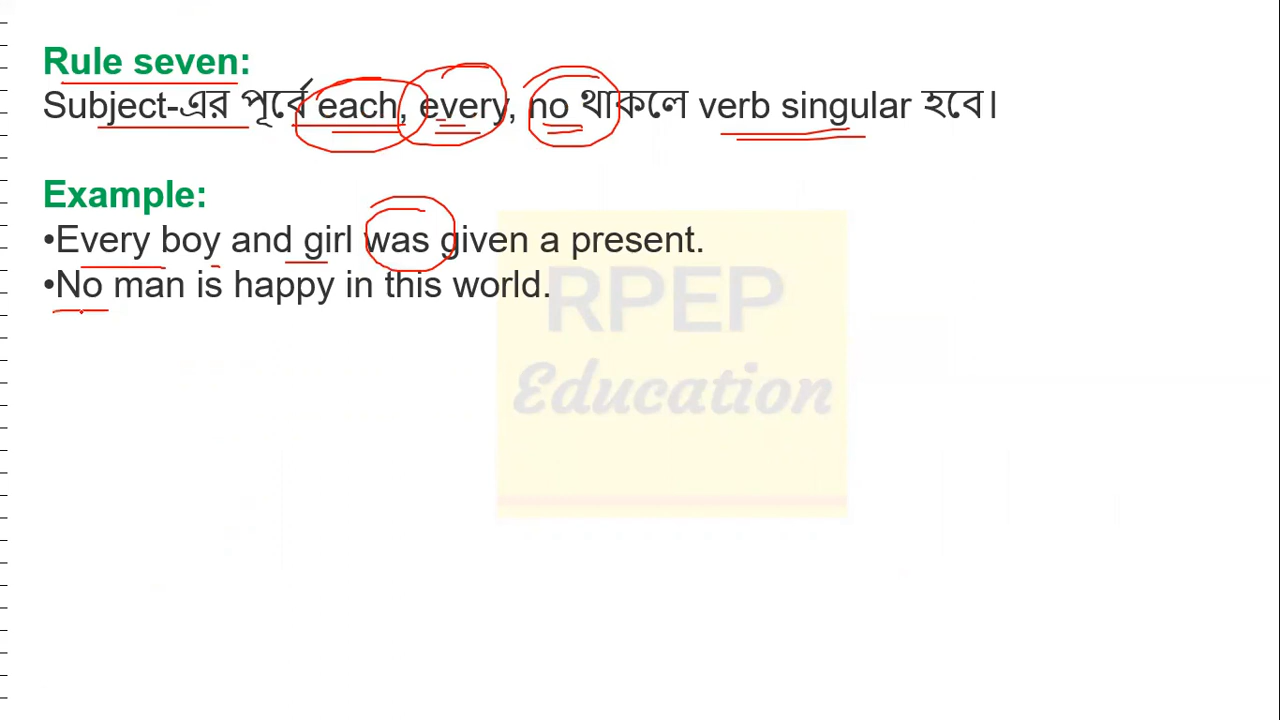 Rule seven:
Subject-এর পূর্বে each, every, no থাকলে verb singular হবে।
Example:
•Every boy and girl was given a present.
•No man is happy in this world.
RPEP
Education